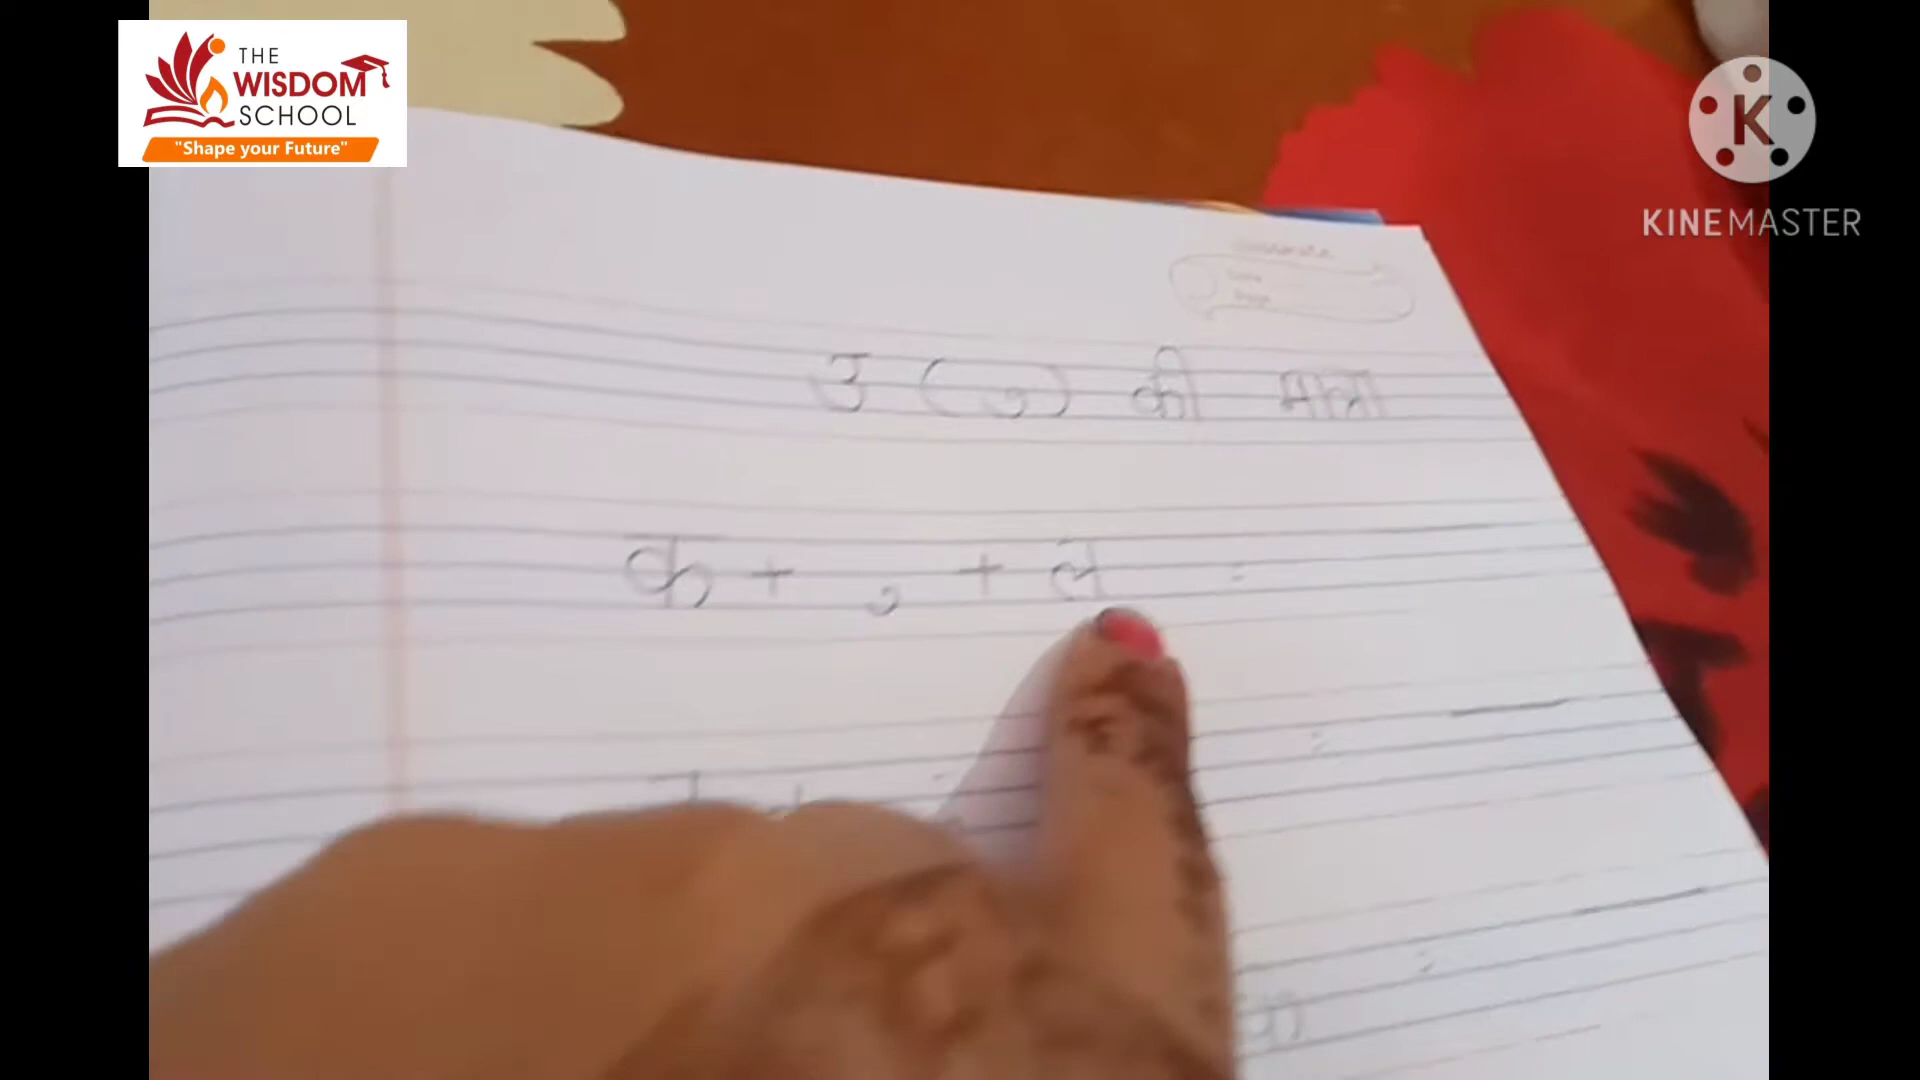 THE
WISDOM
SCHOOL
"Shape your Future"
K
KINEMASTER
उ ( ु ) की मात्रा
क + ु + ल =